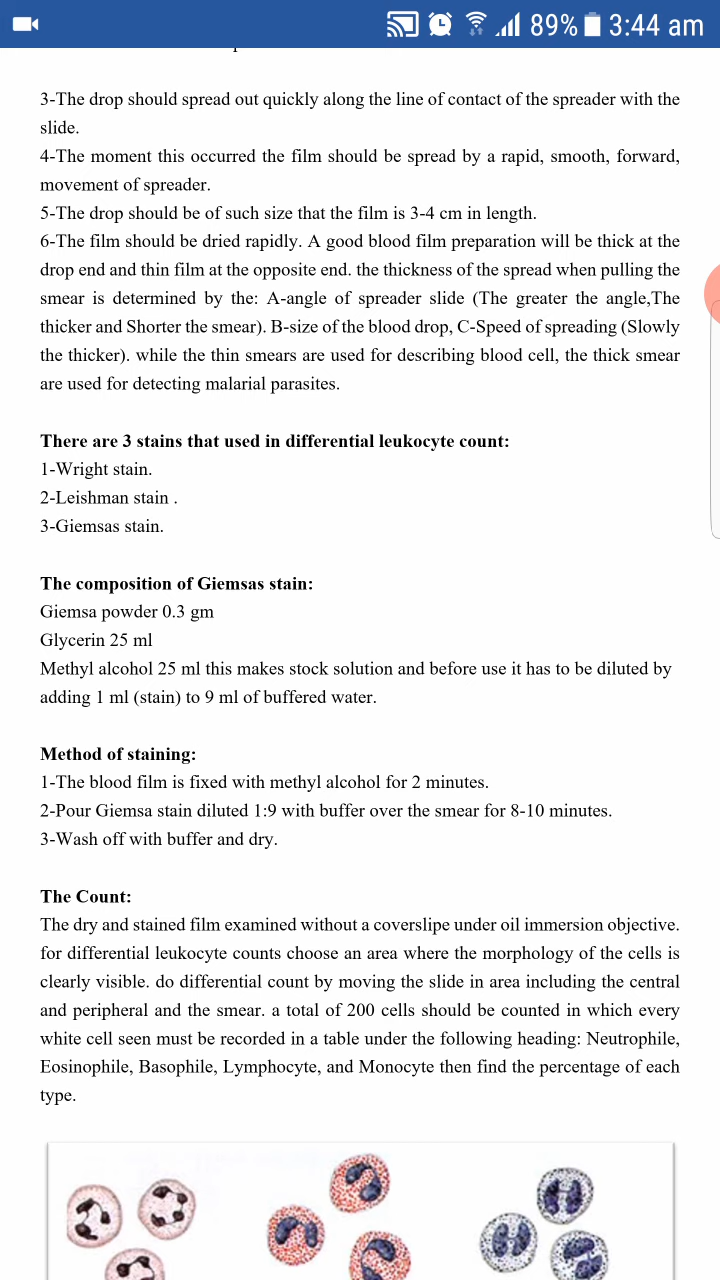 89% 3:44 am
3-The drop should spread out quickly along the line of contact of the spreader with the
slide.
4-The moment this occurred the film should be spread by a rapid, smooth, forward,
movement of spreader.
5-The drop should be of such size that the film is 3-4 cm in length.
6-The film should be dried rapidly. A good blood film preparation will be thick at the
drop end and thin film at the opposite end. the thickness of the spread when pulling the
smear is determined by the: A-angle of spreader slide (The greater the angle,The
thicker and Shorter the smear). B-size of the blood drop, C-Speed of spreading (Slowly
the thicker). while the thin smears are used for describing blood cell, the thick smear
are used for detecting malarial parasites.
There are 3 stains that used in differential leukocyte count:
1-Wright stain.
2-Leishman stain .
3-Giemsas stain.
The composition of Giemsas stain:
Giemsa powder 0.3 gm
Glycerin 25 ml
Methyl alcohol 25 ml this makes stock solution and before use it has to be diluted by
adding 1 ml (stain) to 9 ml of buffered water.
Method of staining:
1-The blood film is fixed with methyl alcohol for 2 minutes.
2-Pour Giemsa stain diluted 1:9 with buffer over the smear for 8-10 minutes.
3-Wash off with buffer and dry.
The Count:
The dry and stained film examined without a coverslipe under oil immersion objective.
for differential leukocyte counts choose an area where the morphology of the cells is
clearly visible. do differential count by moving the slide in area including the central
and peripheral and the smear. a total of 200 cells should be counted in which every
white cell seen must be recorded in a table under the following heading: Neutrophile,
Eosinophile, Basophile, Lymphocyte, and Monocyte then find the percentage of each
type.